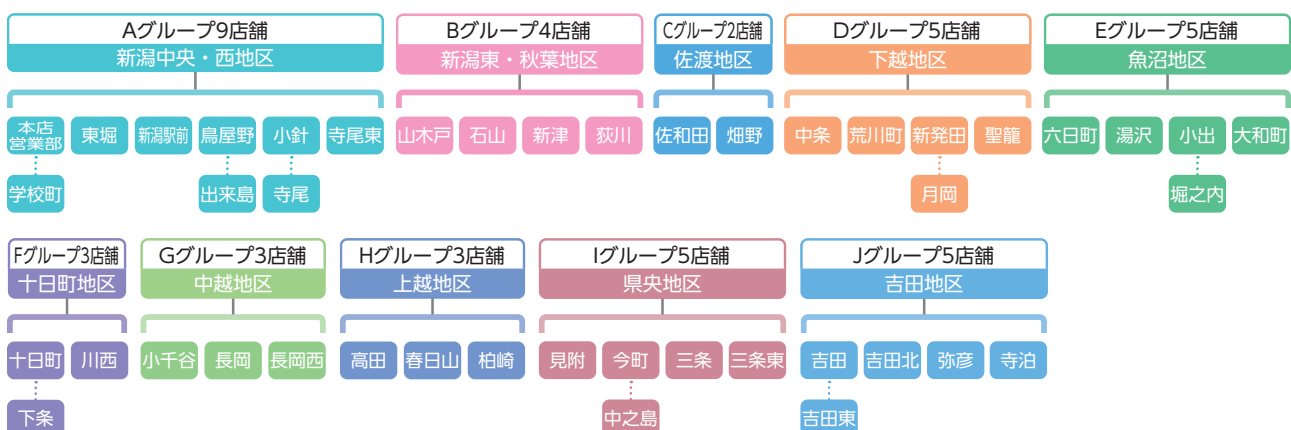 Aグループ9店舗
新潟中央・西地区
本店
営業部
東堀
新潟駅前
鳥屋野
小針
寺尾東
学校町
出来島
寺尾
Bグループ4店舗
新潟東・秋葉地区
山木戸
石山
新津
荻川
Cグループ2店舗
佐渡地区
佐和田
畑野
Dグループ5店舗
下越地区
中条
荒川町
新発田
聖籠
月岡
Eグループ5店舗
魚沼地区
六日町
湯沢
小出
大和町
堀之内
Fグループ3店舗
十日町地区
十日町
川西
下条
Gグループ3店舗
中越地区
小千谷
長岡
長岡西
Hグループ3店舗
上越地区
高田
春日山
柏崎
Iグループ5店舗
県央地区
見附
今町
三条
三条東
中之島
Jグループ5店舗
吉田地区
吉田
吉田北
弥彦
寺泊
吉田東